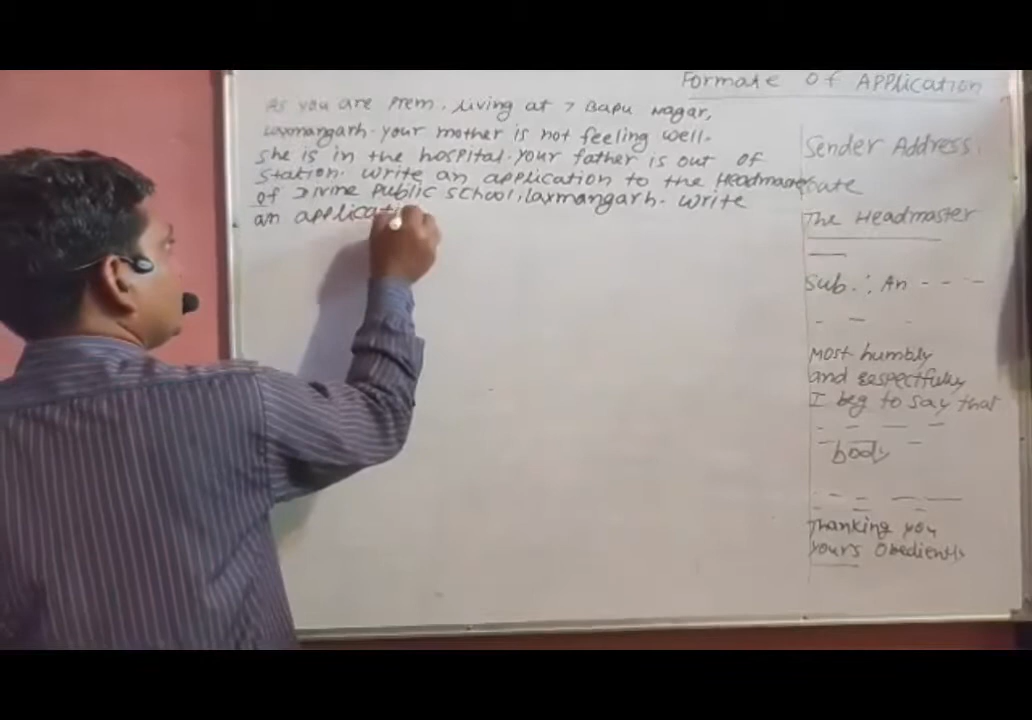 Formate Of Application
As you are Prem. Living at 7 Bapu Nagar,
Laxmangarh. your mother is not feeling well.
She is in the hospital. your father is out of
station. write an application to the Headmaster
of Divine Public School, Laxmangarh. write
an applicati
Sender Address.
Date
The Headmaster
Sub. : An - - - -
Most humbly
and respectfully
I beg to say that
body
Thanking you
yours Obediently